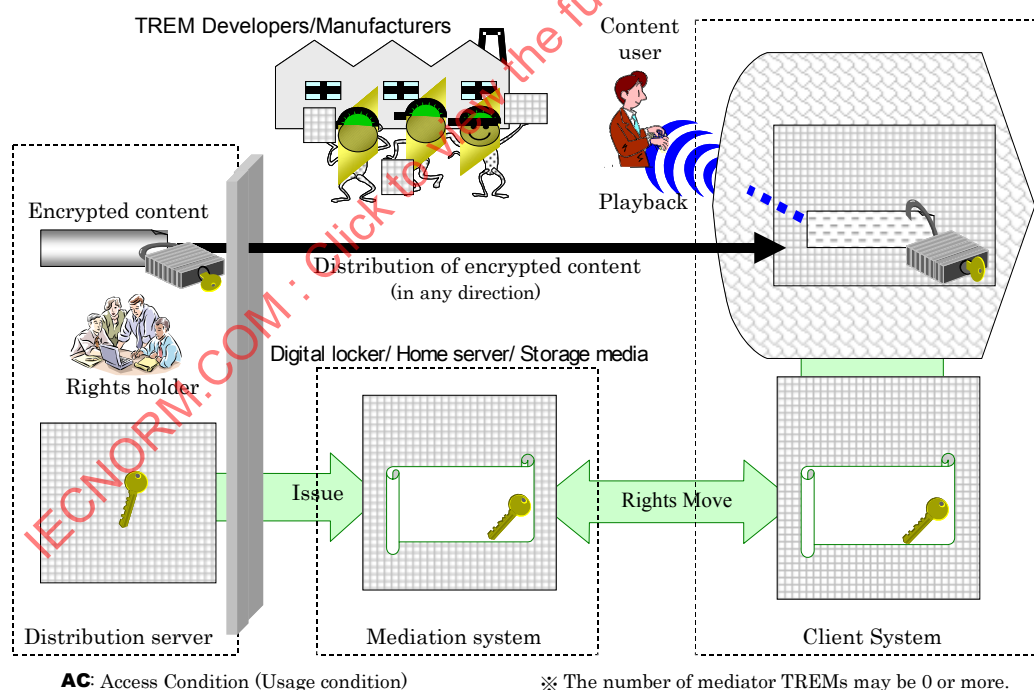 TREM Developers/Manufacturers
Content
user
Encrypted content
Playback
Distribution of encrypted content
(in any direction)
Rights holder
Digital locker/ Home server/ Storage media
Issue
Rights Move
Distribution server
Mediation system
Client System
AC: Access Condition (Usage condition)
※ The number of mediator TREMs may be 0 or more.
IECNORM.COM : Click to view the fu